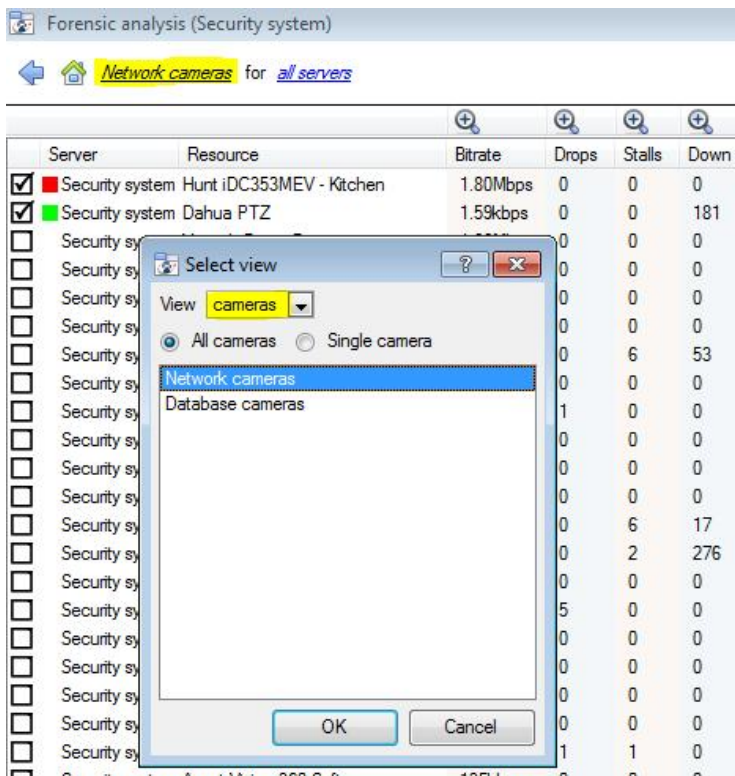 Forensic analysis (Security system)
Network cameras for all servers
Server Resource Bitrate Drops Stalls Down
Security system Hunt iDC353MEV - Kitchen 1.80Mbps 0 0 0
Security system Dahua PTZ 1.59kbps 0 0 181
Security sy 0 0 0
Security sy 0 0 0
Security sy 0 0 0
Security sy 0 0 0
Security sy 0 6 53
Security sy 0 0 0
Security sy 1 0 0
Security sy 0 0 0
Security sy 0 0 0
Security sy 0 0 0
Security sy 0 6 17
Security sy 0 2 276
Security sy 0 0 0
Security sy 5 0 0
Security sy 0 0 0
Security sy 0 0 0
Security sy 0 0 0
Security sy 0 0 0
Security sy 1 1 0
Select view
View cameras
All cameras Single camera
Network cameras
Database cameras
OK Cancel